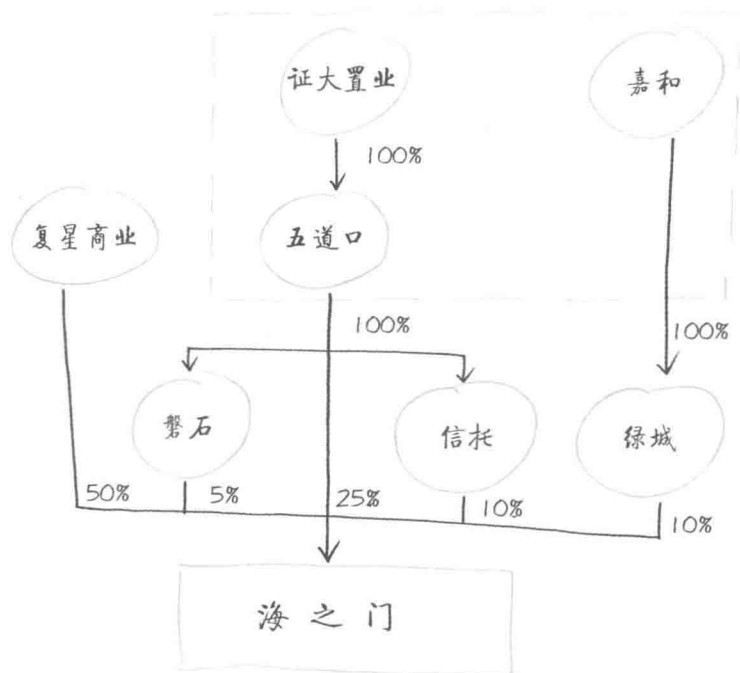 证大置业
嘉和
100%
复星商业
五道口
100%
100%
磐石
信托
绿城
50%
5%
25%
10%
10%
海之门